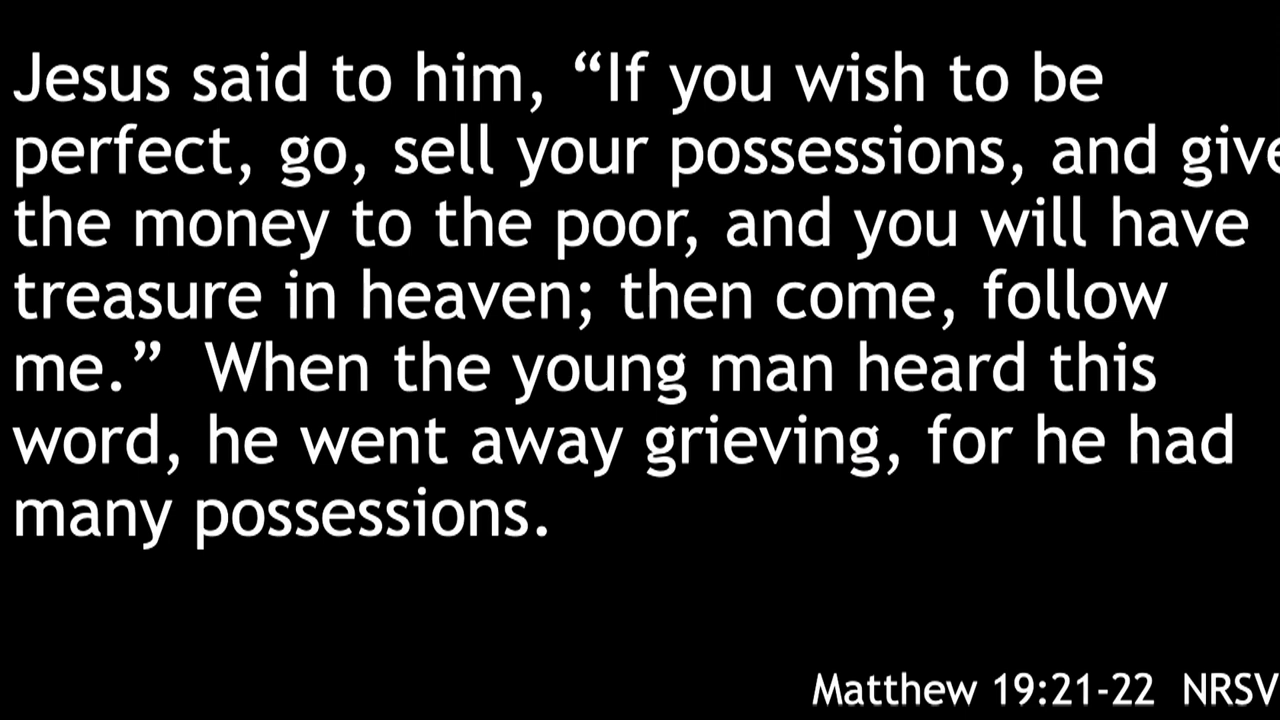 Jesus said to him, “If you wish to be
perfect, go, sell your possessions, and give
the money to the poor, and you will have
treasure in heaven; then come, follow
me.”  When the young man heard this
word, he went away grieving, for he had
many possessions.
Matthew 19:21-22  NRSV